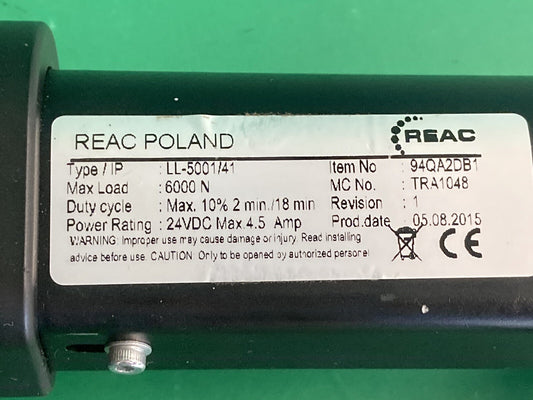 REAC POLAND
REAC
Type / IP : LL-5001/41 Item No : 94QA2DB1
Max Load : 6000 N MC No. : TRA1048
Duty cycle : Max. 10% 2 min./18 min Revision : 1
Power Rating : 24VDC Max 4.5 Amp Prod.date : 05.08.2015
WARNING: Improper use may cause damage or injury. Read installing
advice before use. CAUTION: Only to be opened by authorized personel
CE